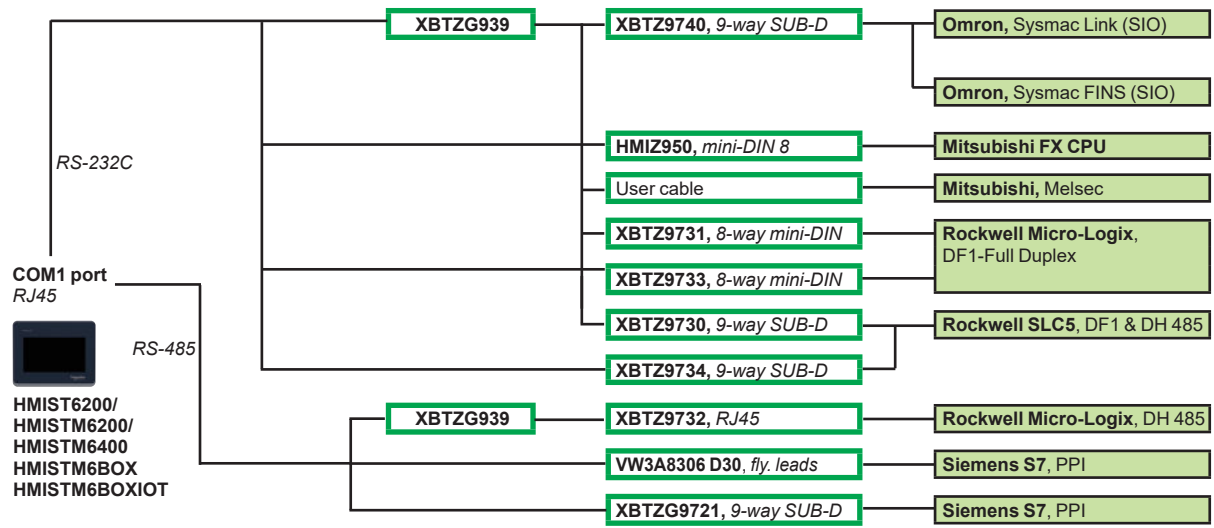 XBTZG939
XBTZ9740, 9-way SUB-D
Omron, Sysmac Link (SIO)
Omron, Sysmac FINS (SIO)
RS-232C
HMIZ950, mini-DIN 8
Mitsubishi FX CPU
User cable
Mitsubishi, Melsec
XBTZ9731, 8-way mini-DIN
Rockwell Micro-Logix,
DF1-Full Duplex
COM1 port
RJ45
XBTZ9733, 8-way mini-DIN
RS-485
XBTZ9730, 9-way SUB-D
Rockwell SLC5, DF1 & DH 485
XBTZ9734, 9-way SUB-D
HMIST6200/
HMISTM6200/
HMISTM6400
HMISTM6BOX
HMISTM6BOXIOT
XBTZG939
XBTZ9732, RJ45
Rockwell Micro-Logix, DH 485
VW3A8306 D30, fly. leads
Siemens S7, PPI
XBTZG9721, 9-way SUB-D
Siemens S7, PPI